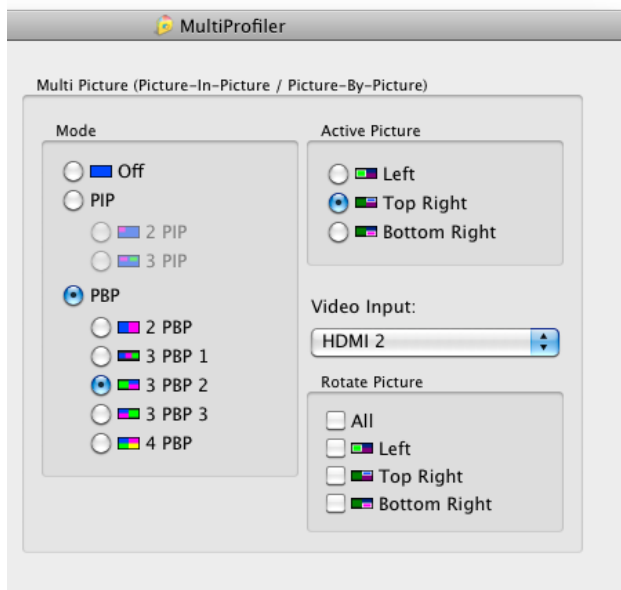 MultiProfiler
Multi Picture (Picture-In-Picture / Picture-By-Picture)
Mode
Off
PIP
2 PIP
3 PIP
PBP
2 PBP
3 PBP 1
3 PBP 2
3 PBP 3
4 PBP
Active Picture
Left
Top Right
Bottom Right
Video Input:
HDMI 2
Rotate Picture
All
Left
Top Right
Bottom Right